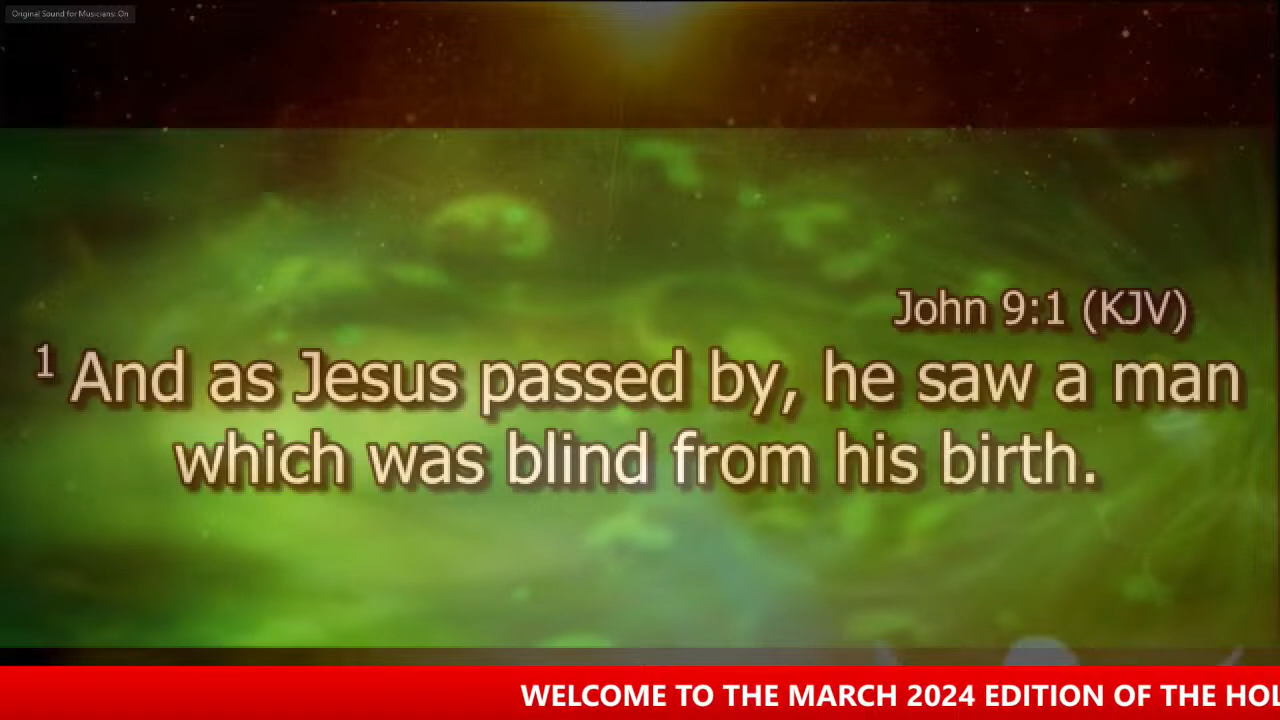 Original Sound for Musicians: On
John 9:1 (KJV)
1 And as Jesus passed by, he saw a man
which was blind from his birth.
WELCOME TO THE MARCH 2024 EDITION OF THE HOL